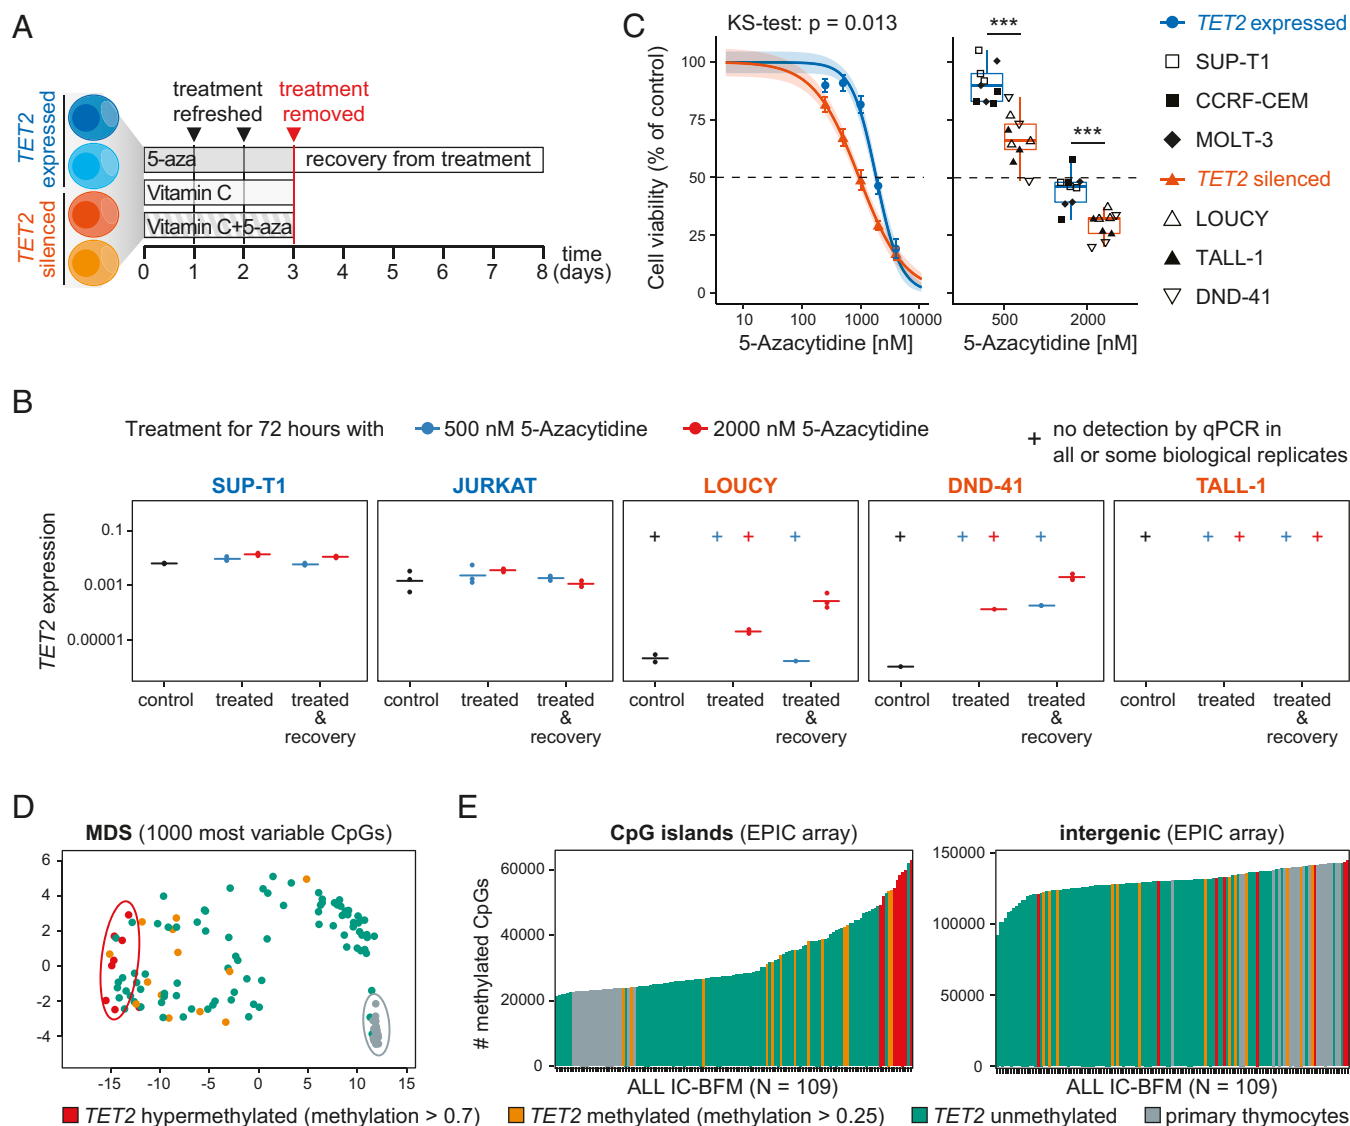 A
treatment refreshed
treatment removed
TET2 expressed
TET2 silenced
5-aza
recovery from treatment
Vitamin C
Vitamin C+5-aza
0 1 2 3 4 5 6 7 8
time (days)
C
KS-test: p = 0.013
Cell viability (% of control)
100
75
50
25
0
10 100 1000 10000
5-Azacytidine [nM]
***
***
500 2000
5-Azacytidine [nM]
TET2 expressed
SUP-T1
CCRF-CEM
MOLT-3
TET2 silenced
LOUCY
TALL-1
DND-41
B
Treatment for 72 hours with
500 nM 5-Azacytidine
2000 nM 5-Azacytidine
+ no detection by qPCR in
all or some biological replicates
SUP-T1 JURKAT LOUCY DND-41 TALL-1
TET2 expression
0.1
0.001
0.00001
control treated treated & recovery
control treated treated & recovery
control treated treated & recovery
control treated treated & recovery
control treated treated & recovery
D
MDS (1000 most variable CpGs)
6
4
2
0
-2
-4
-15 -10 -5 0 5 10 15
E
CpG islands (EPIC array)
# methylated CpGs
60000
40000
20000
0
ALL IC-BFM (N = 109)
intergenic (EPIC array)
150000
100000
50000
0
ALL IC-BFM (N = 109)
TET2 hypermethylated (methylation > 0.7)
TET2 methylated (methylation > 0.25)
TET2 unmethylated
primary thymocytes